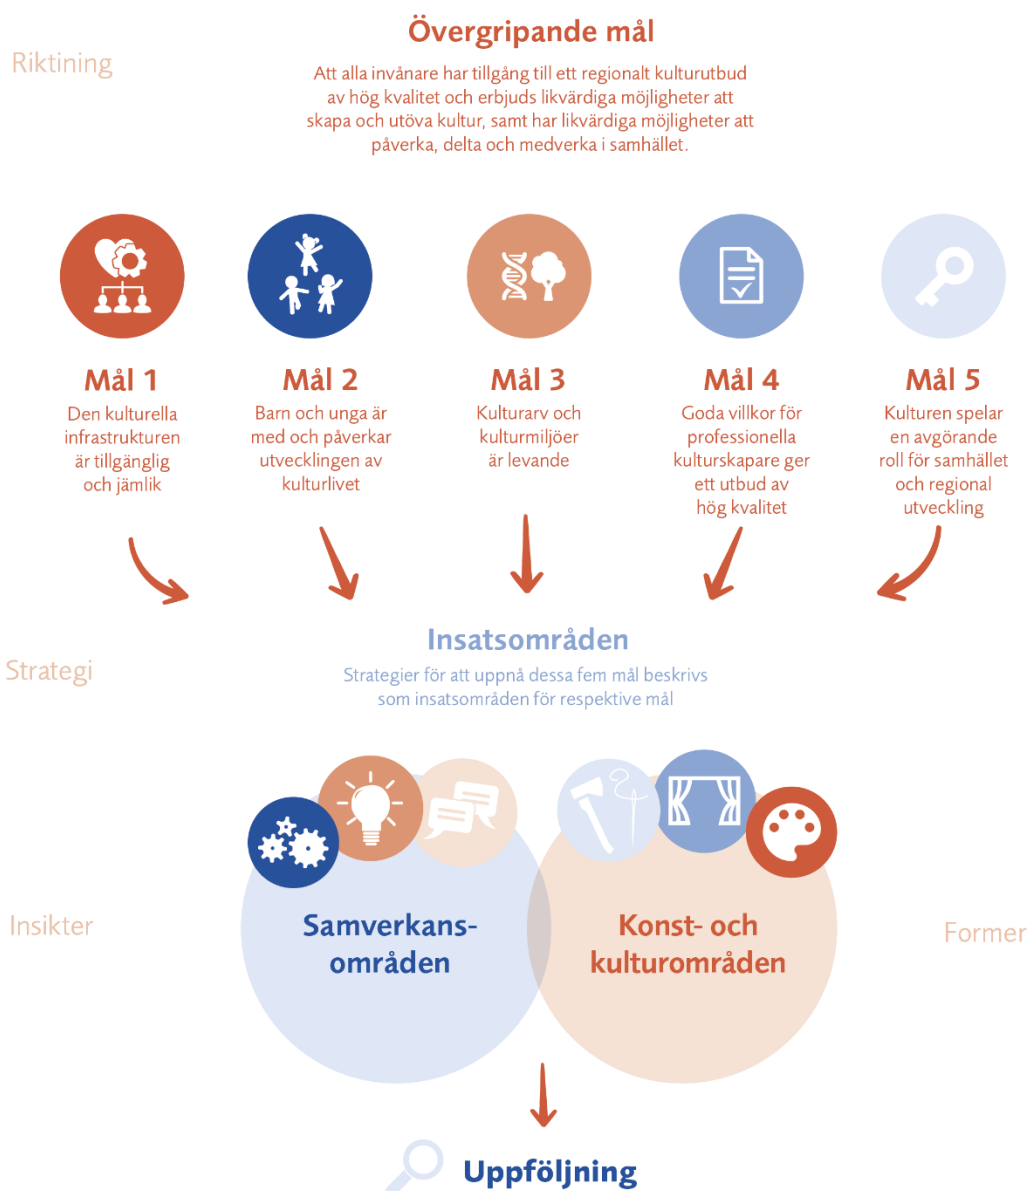 Övergripande mål
Riktining
Att alla invånare har tillgång till ett regionalt kulturutbud
av hög kvalitet och erbjuds likvärdiga möjligheter att
skapa och utöva kultur, samt har likvärdiga möjligheter att
påverka, delta och medverka i samhället.
Mål 1
Den kulturella
infrastrukturen
är tillgänglig
och jämlik
Mål 2
Barn och unga är
med och påverkar
utvecklingen av
kulturlivet
Mål 3
Kulturarv och
kulturmiljöer
är levande
Mål 4
Goda villkor för
professionella
kulturskapare ger
ett utbud av
hög kvalitet
Mål 5
Kulturen spelar
en avgörande
roll för samhället
och regional
utveckling
Insatsområden
Strategi
Strategier för att uppnå dessa fem mål beskrivs
som insatsområden för respektive mål
Insikter
Samverkans-
områden
Konst- och
kulturområden
Former
Uppföljning